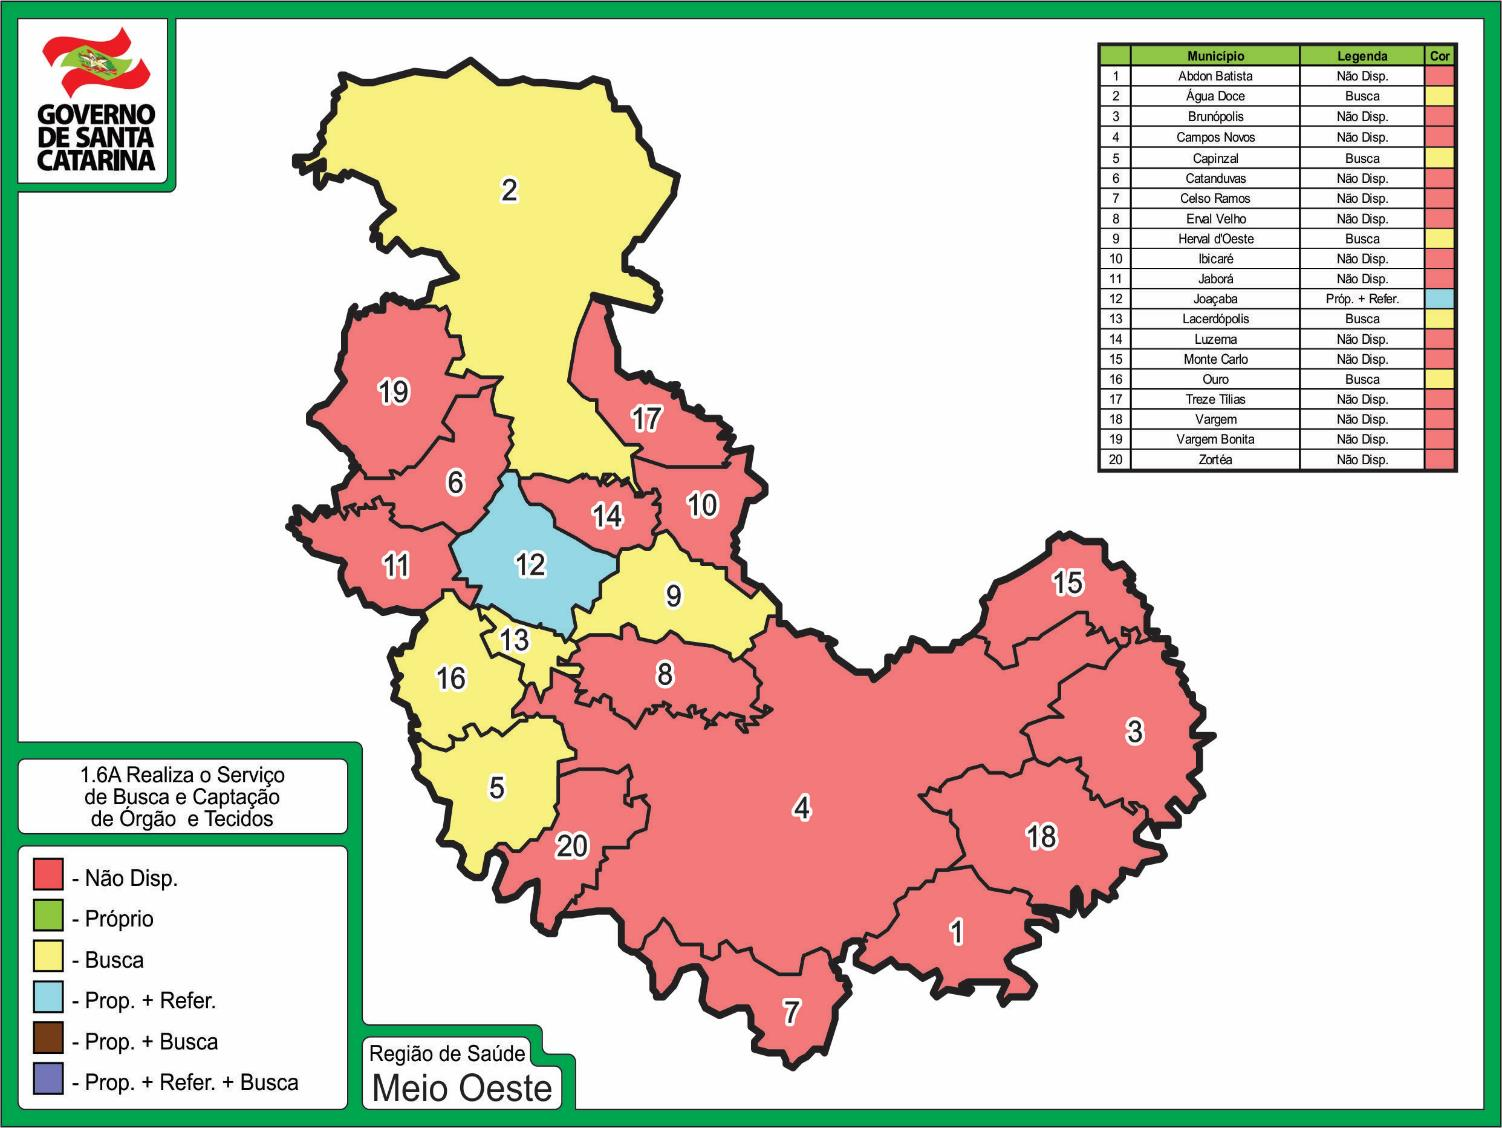 GOVERNO
DE SANTA
CATARINA
Município Legenda Cor
1 Abdon Batista Não Disp.
2 Água Doce Busca
3 Brunópolis Não Disp.
4 Campos Novos Não Disp.
5 Capinzal Busca
6 Catanduvas Não Disp.
7 Celso Ramos Não Disp.
8 Erval Velho Não Disp.
9 Herval d'Oeste Busca
10 Ibicaré Não Disp.
11 Jaborá Não Disp.
12 Joaçaba Próp. + Refer.
13 Lacerdópolis Busca
14 Luzerna Não Disp.
15 Monte Carlo Não Disp.
16 Ouro Busca
17 Treze Tílias Não Disp.
18 Vargem Não Disp.
19 Vargem Bonita Não Disp.
20 Zortéa Não Disp.
2
19
17
6
10
14
11
12
15
9
13
8
16
3
5
4
18
20
1
7
1.6A Realiza o Serviço
de Busca e Captação
de Órgão e Tecidos
- Não Disp.
- Próprio
- Busca
- Prop. + Refer.
- Prop. + Busca
- Prop. + Refer. + Busca
Região de Saúde
Meio Oeste